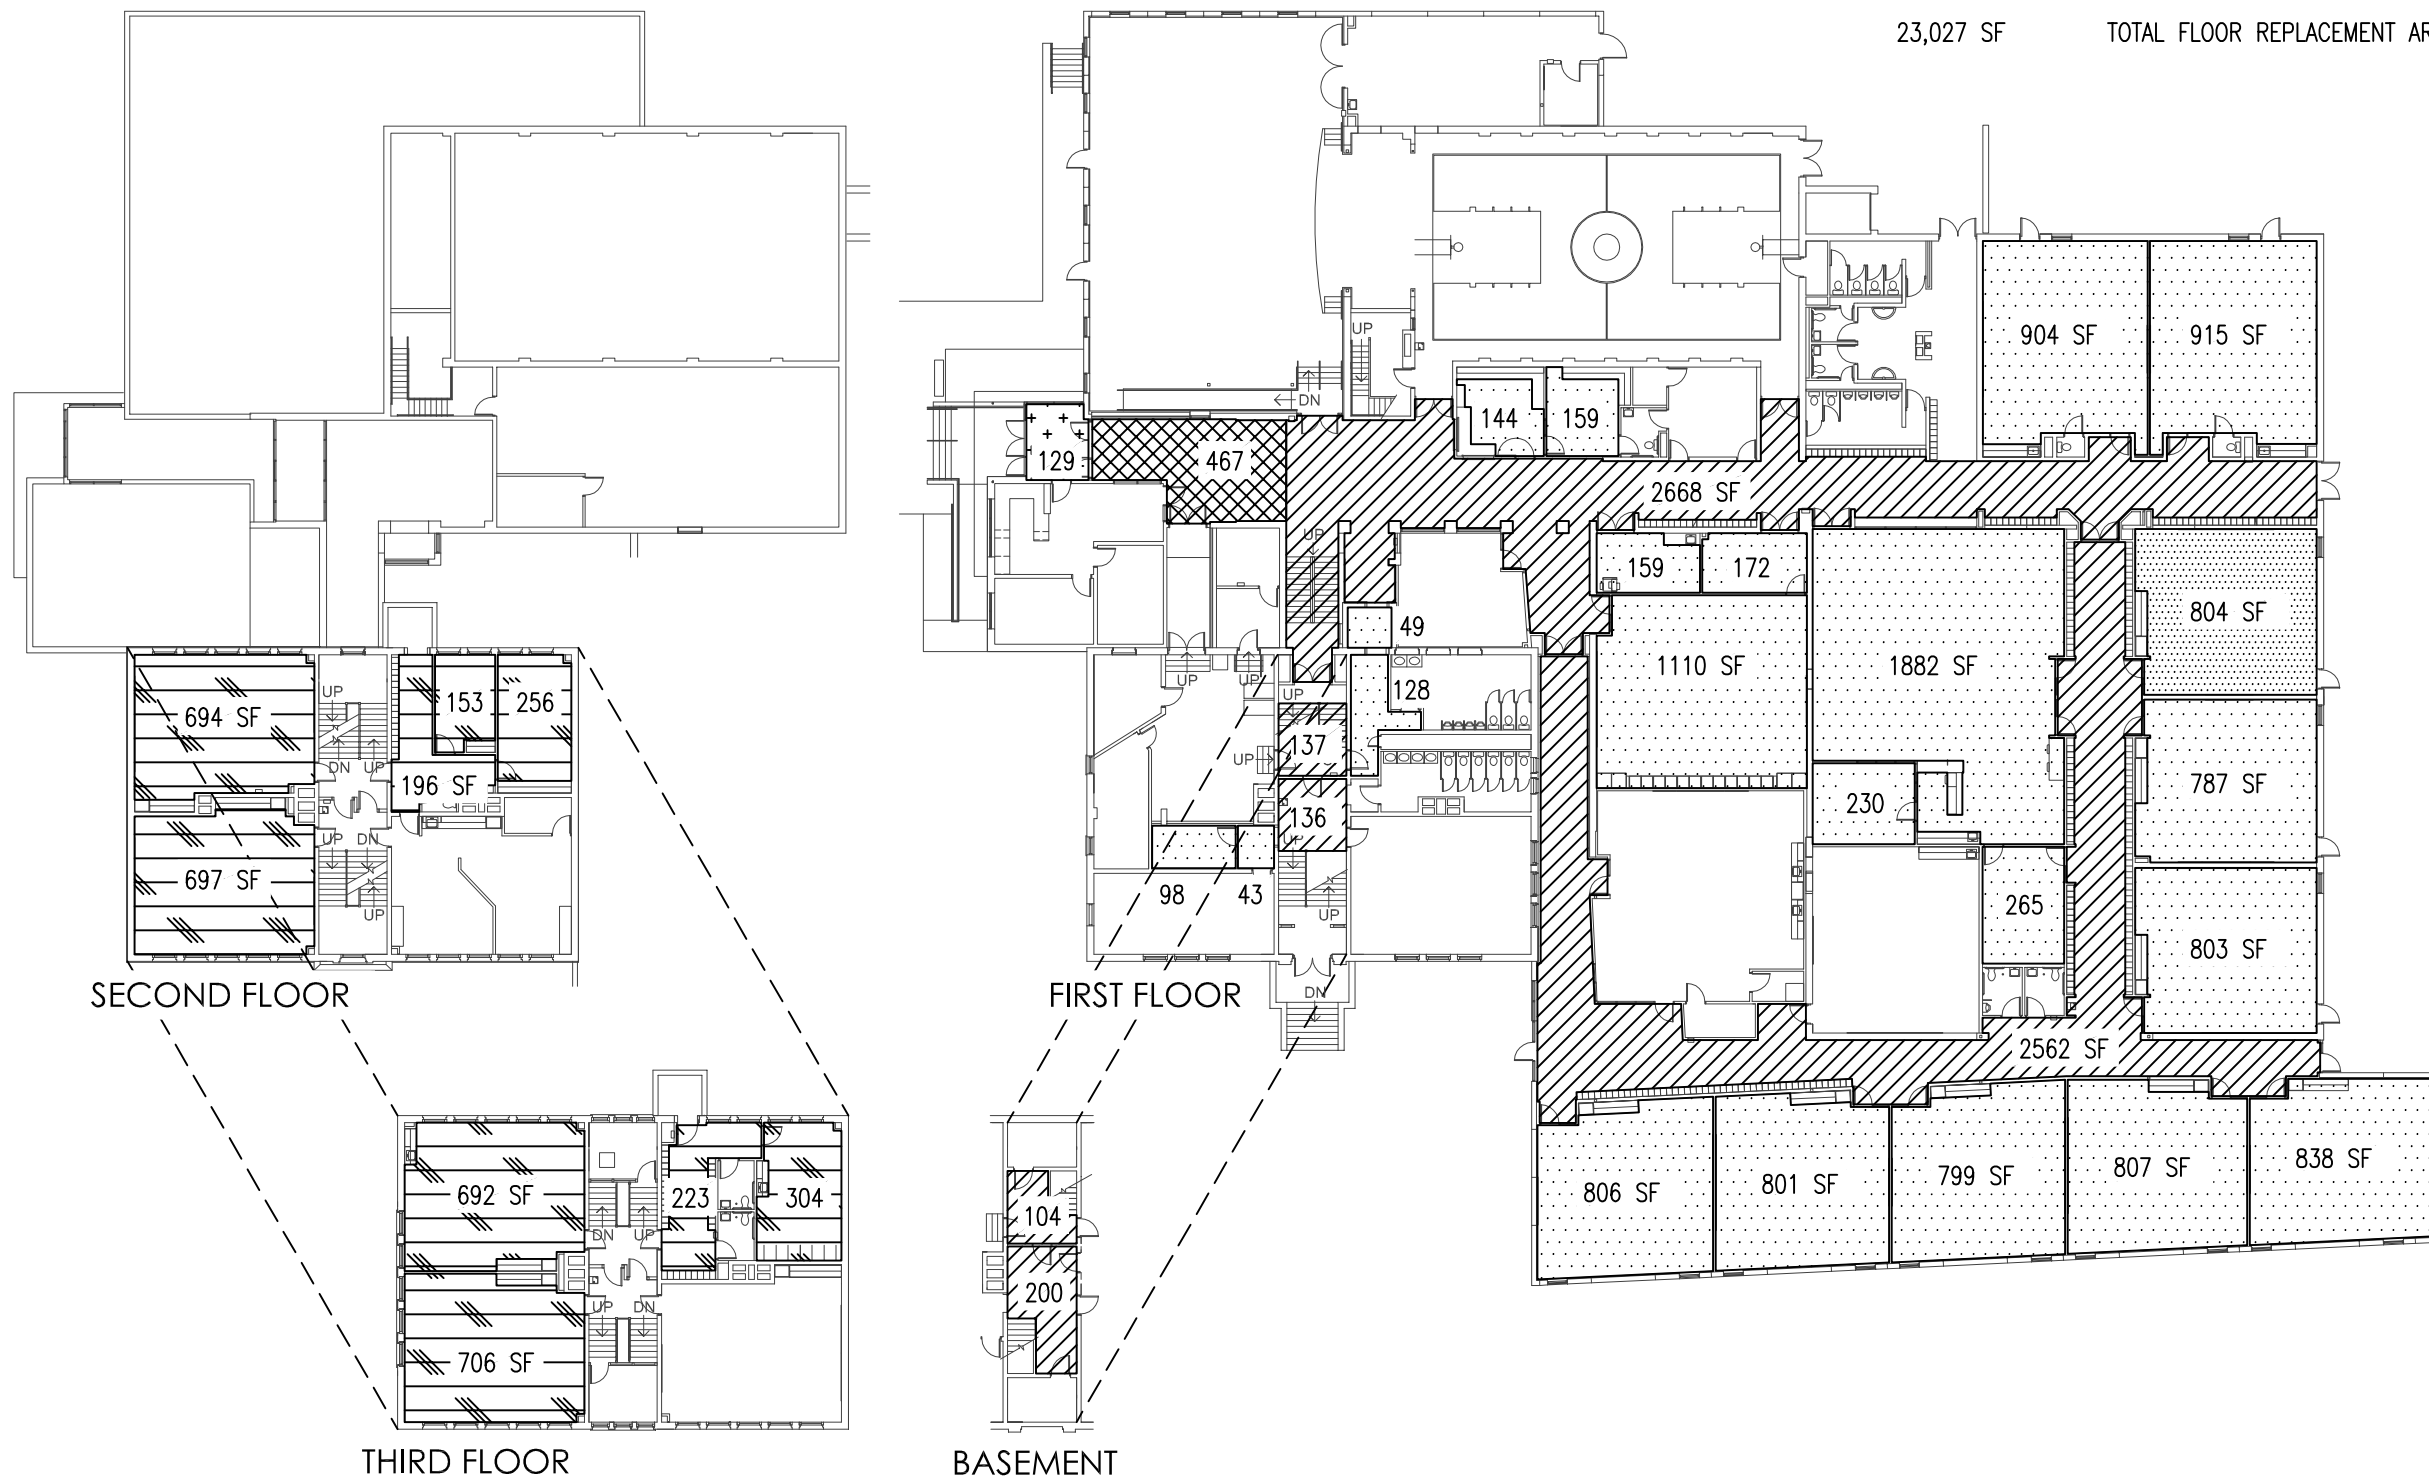 23,027 SF TOTAL FLOOR REPLACEMENT AR
UP
DN
904 SF
915 SF
144
159
129
467
2668 SF
UP
159
172
804 SF
49
1110 SF
1882 SF
694 SF
UP
153
256
DN UP
196 SF
UP
UP
UP
128
137
UP
787 SF
230
136
UP
UP DN
697 SF
UP
98
43
UP
265
803 SF
SECOND FLOOR
FIRST FLOOR
DN
2562 SF
692 SF
223
304
DN UP
104
806 SF
801 SF
799 SF
807 SF
838 SF
200
UP DN
706 SF
THIRD FLOOR
BASEMENT